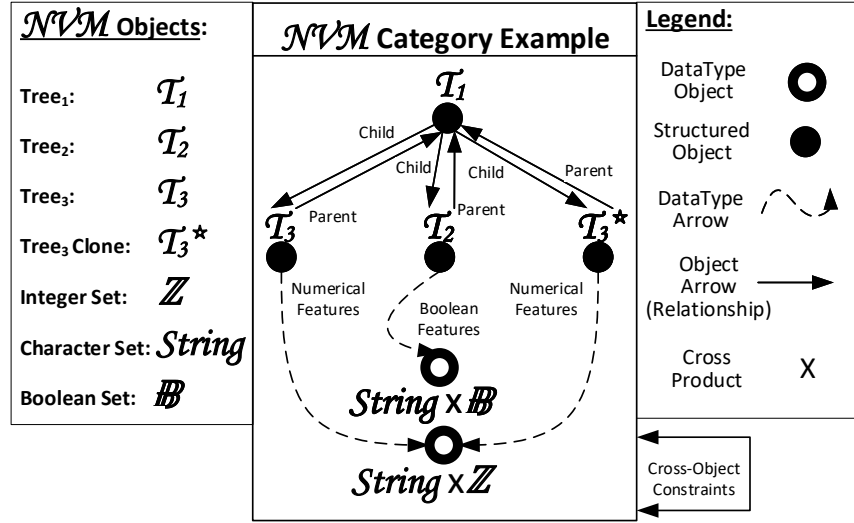 NVM Objects:
Tree₁: T₁
Tree₂: T₂
Tree₃: T₃
Tree₃ Clone: T₃*
Integer Set: ℤ
Character Set: String
Boolean Set: 𝔹
NVM Category Example
T₁
Child
Child
Child
Parent
Parent
Parent
T₃
T₂
T₃*
Numerical
Features
Boolean
Features
Numerical
Features
String X 𝔹
String X ℤ
Legend:
DataType
Object
Structured
Object
DataType
Arrow
Object
Arrow
(Relationship)
Cross
Product
X
Cross-Object
Constraints